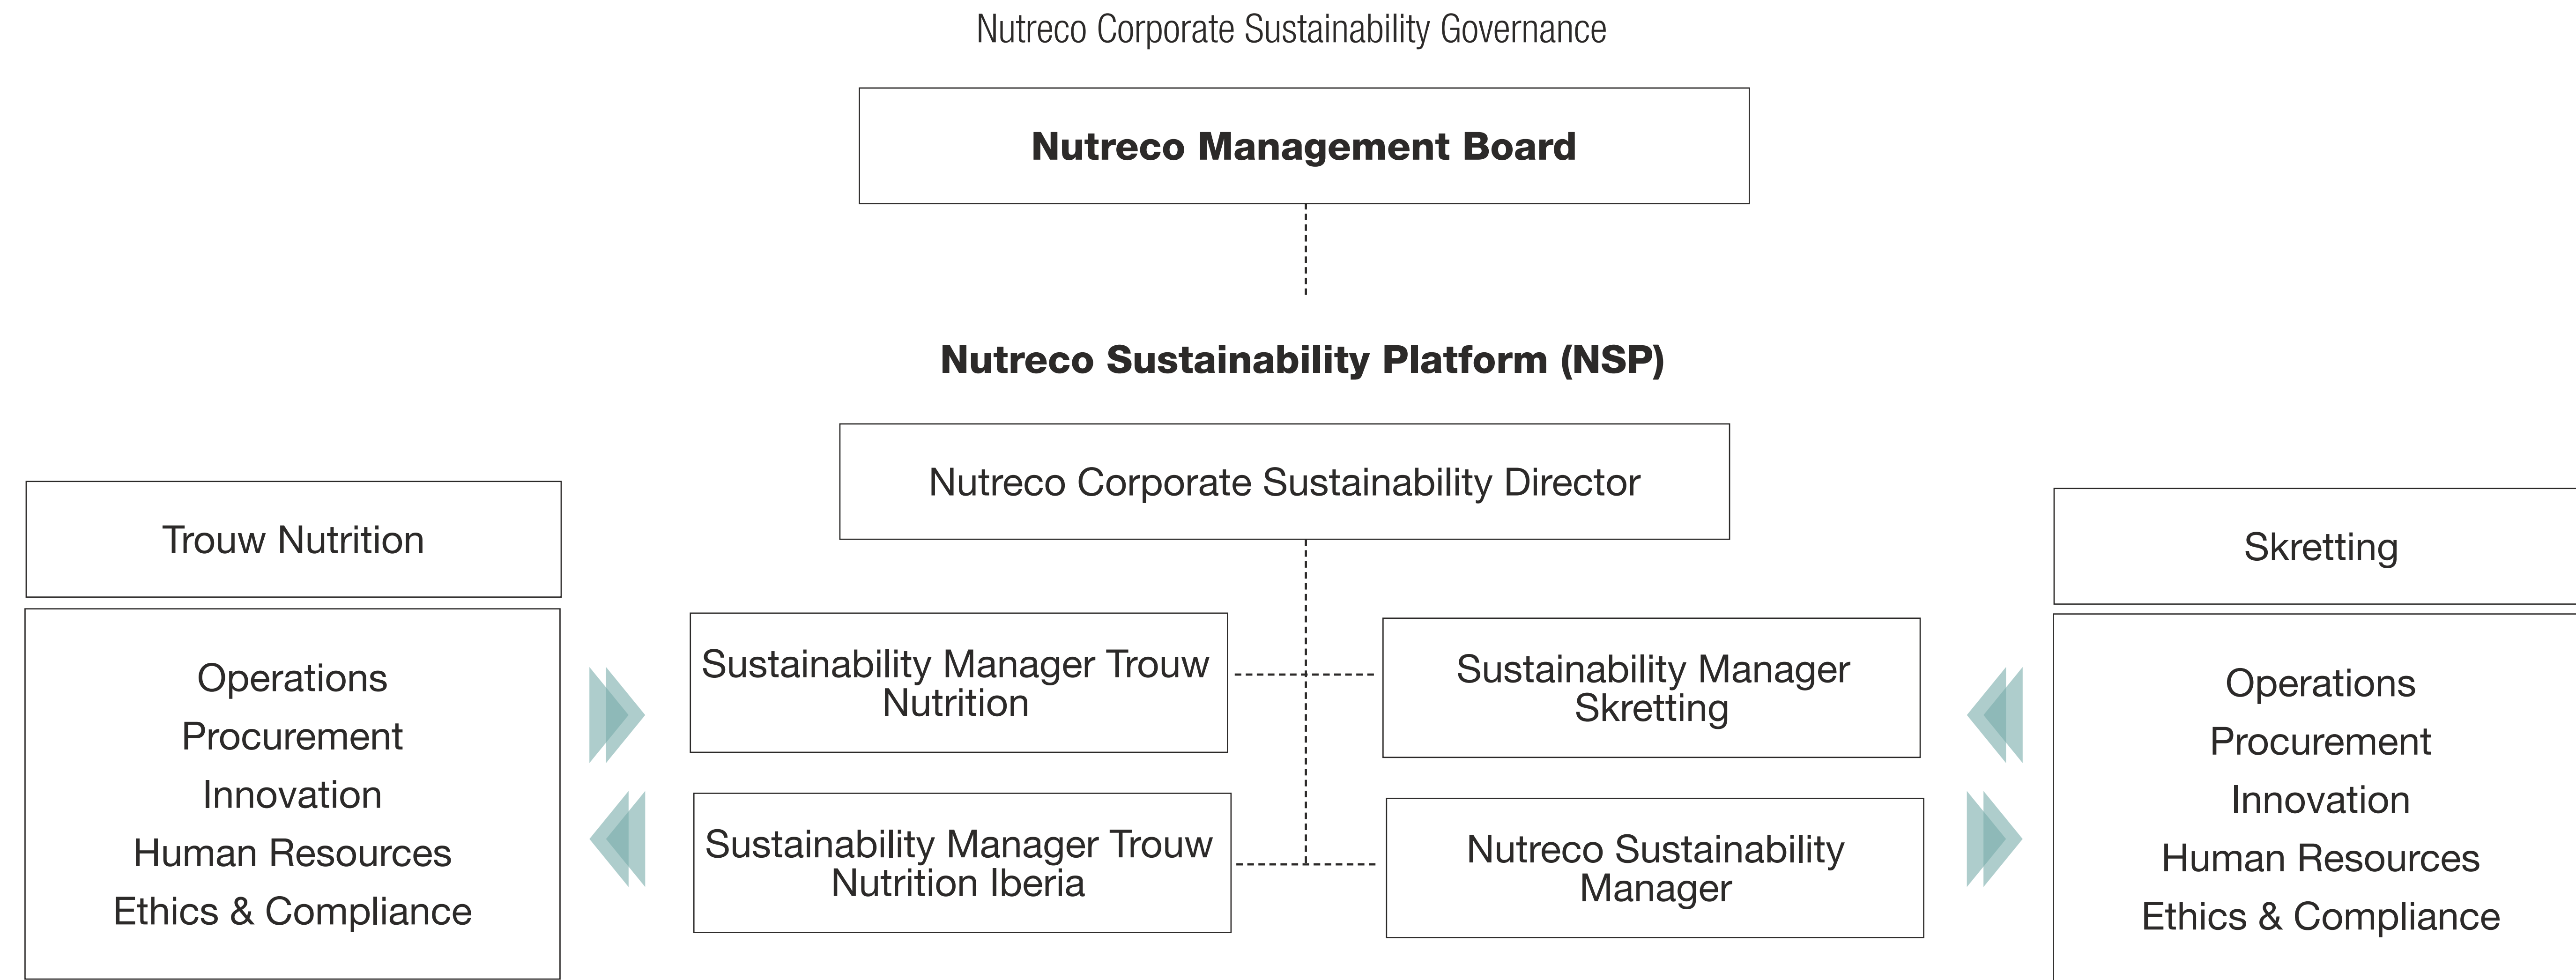 Nutreco Corporate Sustainability Governance
Nutreco Management Board
Nutreco Sustainability Platform (NSP)
Nutreco Corporate Sustainability Director
Trouw Nutrition
Operations
Procurement
Innovation
Human Resources
Ethics & Compliance
Sustainability Manager Trouw
Nutrition
Sustainability Manager Trouw
Nutrition Iberia
Sustainability Manager
Skretting
Nutreco Sustainability
Manager
Skretting
Operations
Procurement
Innovation
Human Resources
Ethics & Compliance